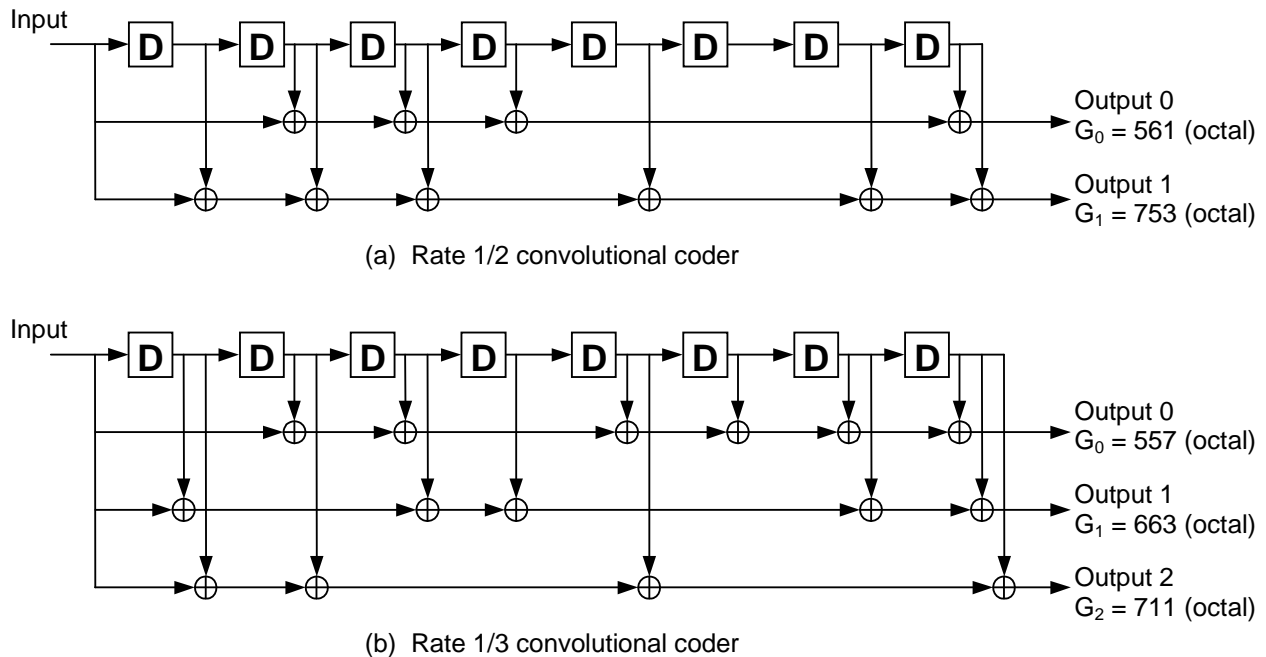 Input
D D D D D D D D
Output 0
G₀ = 561 (octal)
Output 1
G₁ = 753 (octal)
(a) Rate 1/2 convolutional coder
Input
D D D D D D D D
Output 0
G₀ = 557 (octal)
Output 1
G₁ = 663 (octal)
Output 2
G₂ = 711 (octal)
(b) Rate 1/3 convolutional coder